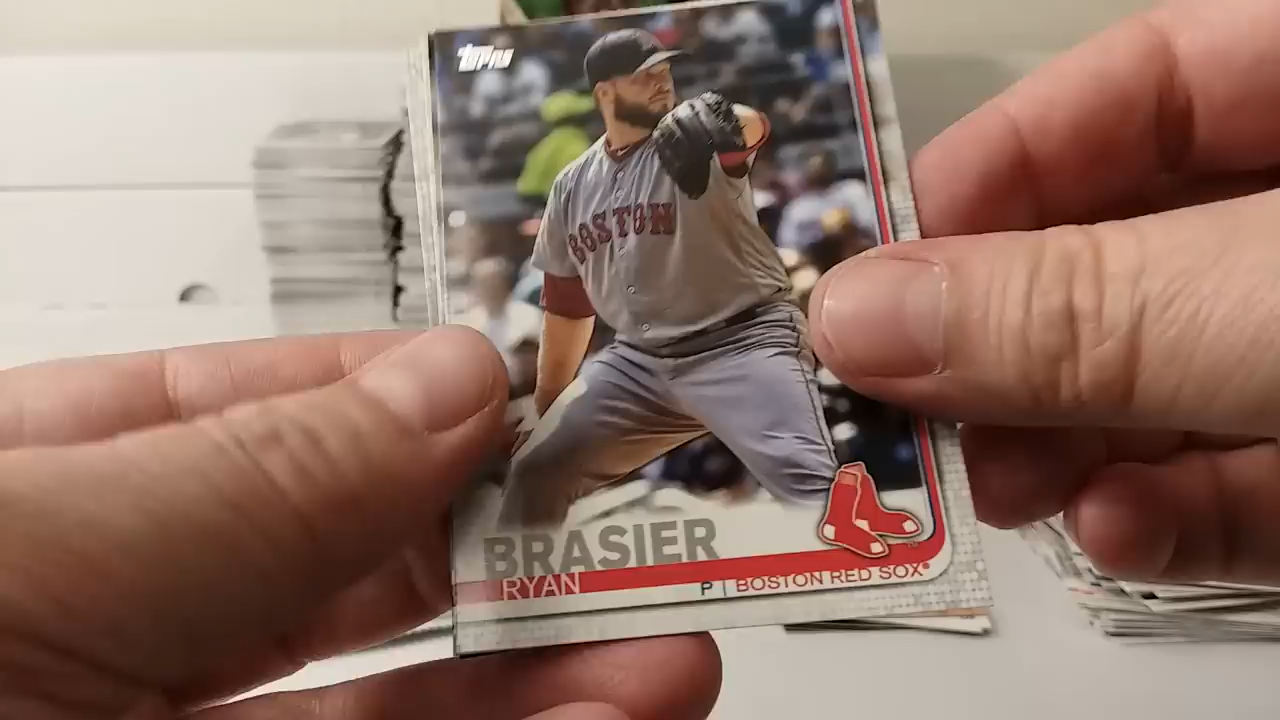 Topps
BOSTON
BRASIER
RYAN
P | BOSTON RED SOX®